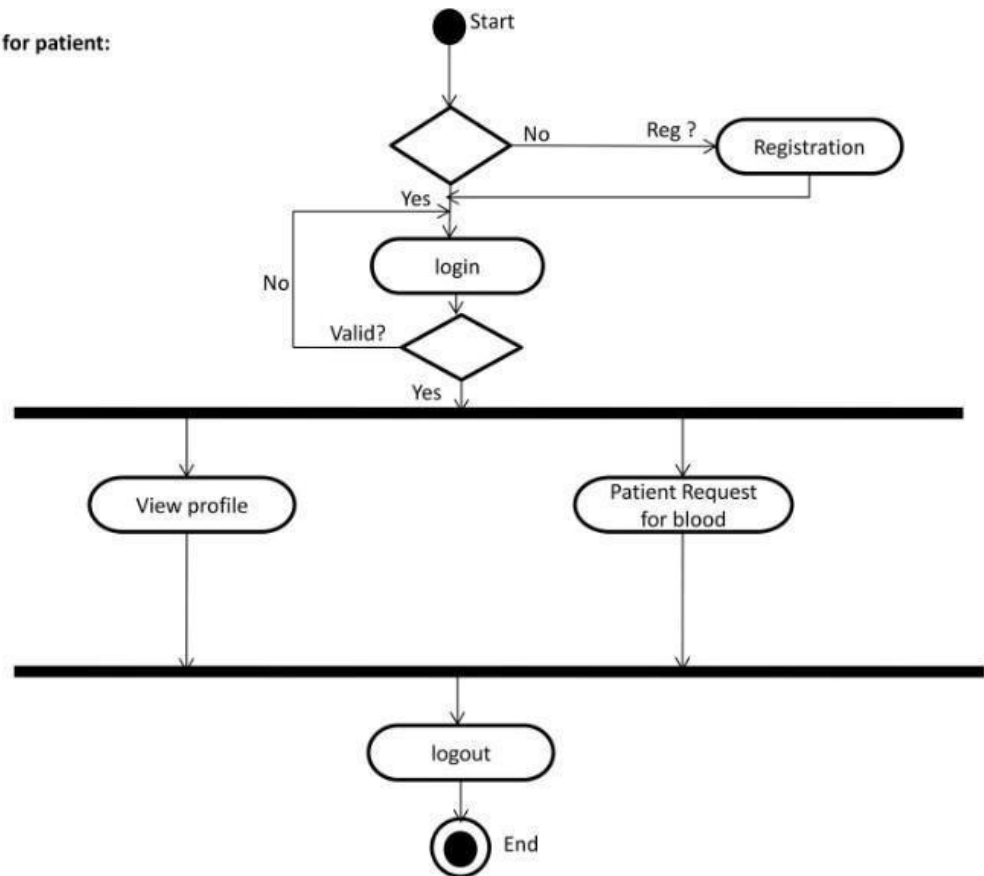 Start
for patient:
No
Reg ?
Registration
Yes
login
No
Valid?
Yes
View profile
Patient Request
for blood
logout
End